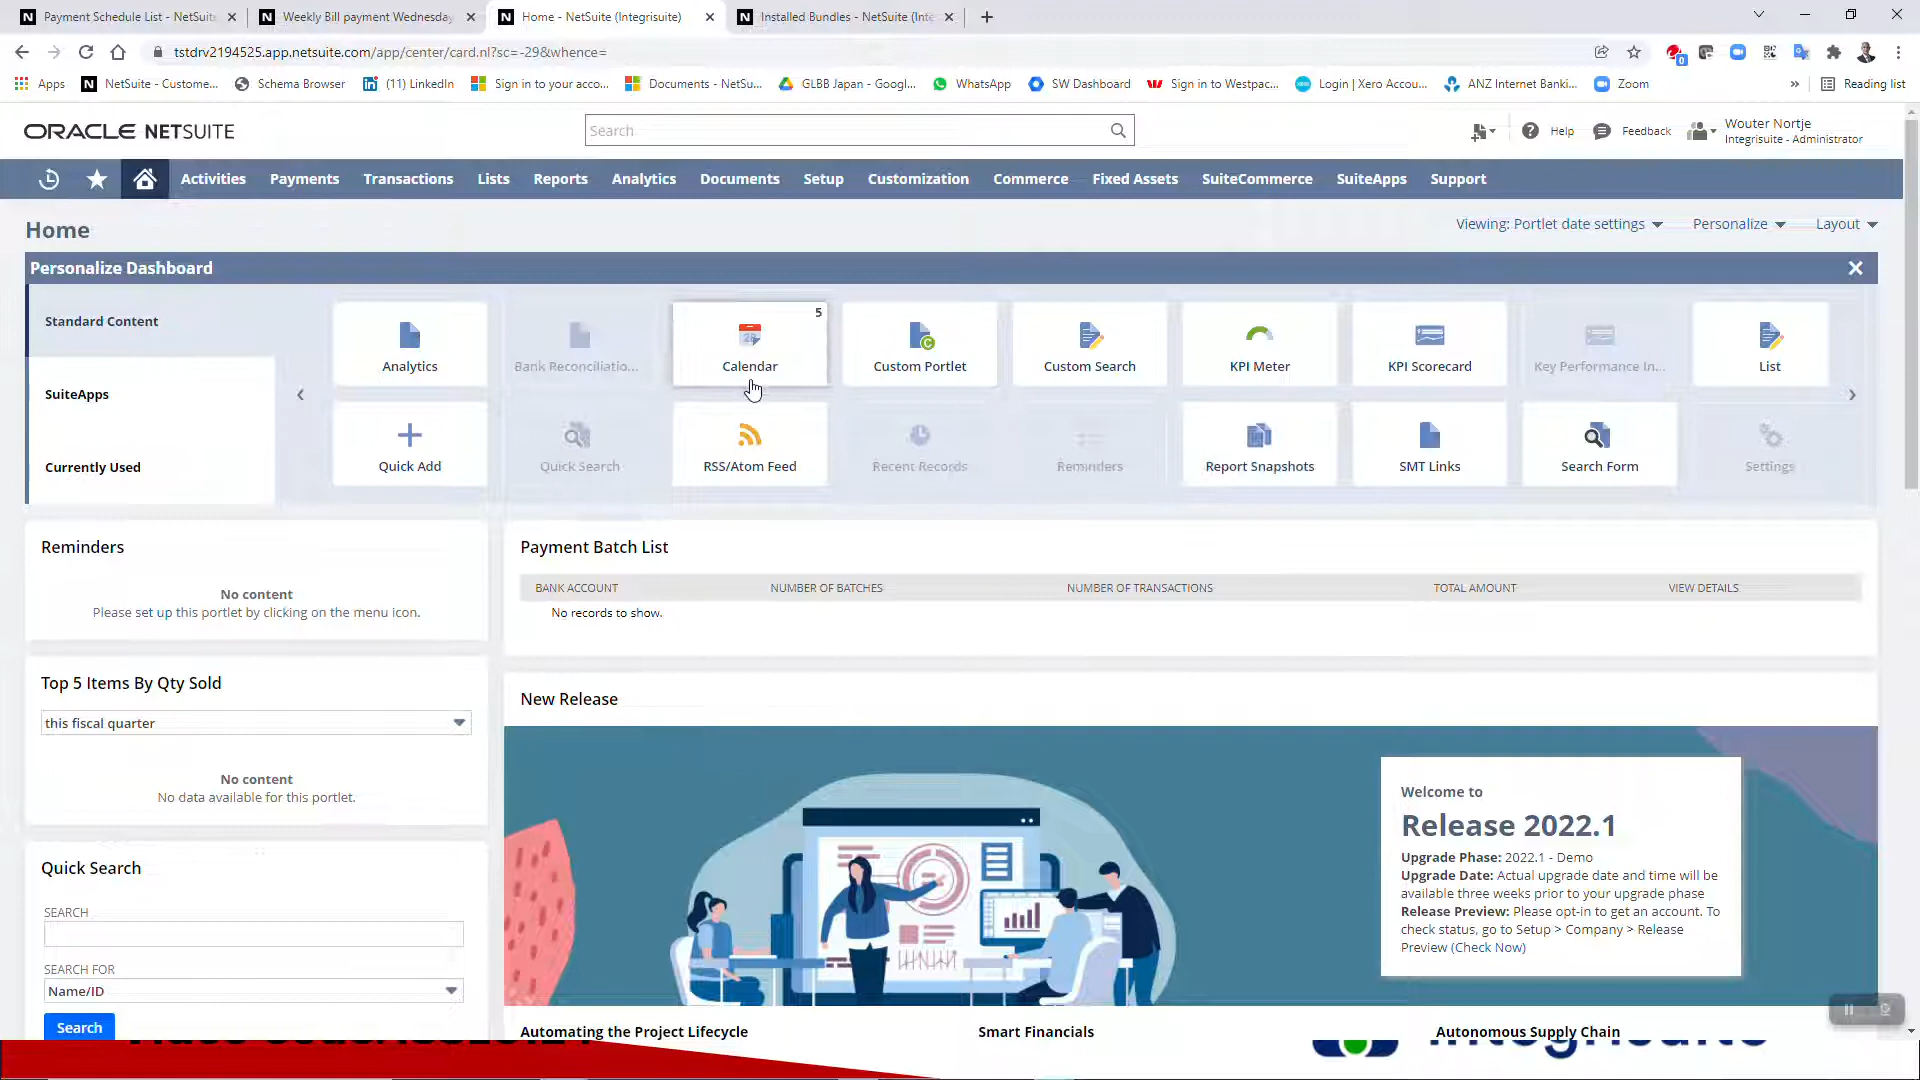 Payment Schedule List - NetSuit
Weekly Bill payment Wednesday
Home - NetSuite (Integrisuite)
Installed Bundles - NetSuite (Inte
tstdrv2194525.app.netsuite.com/app/center/card.nl?sc=-29&whence=
0
Apps
NetSuite - Custome...
Schema Browser
(11) LinkedIn
Sign in to your acco...
Documents - NetSu...
GLBB Japan - Googl...
WhatsApp
SW Dashboard
Sign in to Westpac...
Login | Xero Accou...
ANZ Internet Banki...
Zoom
»
Reading list
ORACLE NETSUITE
Search
Help
Feedback
Wouter Nortje
Integrisuite - Administrator
Activities
Payments
Transactions
Lists
Reports
Analytics
Documents
Setup
Customization
Commerce
Fixed Assets
SuiteCommerce
SuiteApps
Support
Home
Viewing: Portlet date settings
Personalize
Layout
Personalize Dashboard
Standard Content
SuiteApps
Currently Used
Analytics
Bank Reconciliatio...
5
Calendar
Custom Portlet
Custom Search
KPI Meter
KPI Scorecard
Key Performance In...
List
Quick Add
Quick Search
RSS/Atom Feed
Recent Records
Reminders
Report Snapshots
SMT Links
Search Form
Settings
Reminders
No content
Please set up this portlet by clicking on the menu icon.
Payment Batch List
BANK ACCOUNT
NUMBER OF BATCHES
NUMBER OF TRANSACTIONS
TOTAL AMOUNT
VIEW DETAILS
No records to show.
Top 5 Items By Qty Sold
this fiscal quarter
No content
No data available for this portlet.
New Release
Welcome to
Release 2022.1
Upgrade Phase: 2022.1 - Demo
Upgrade Date: Actual upgrade date and time will be
available three weeks prior to your upgrade phase
Release Preview: Please opt-in to get an account. To
check status, go to Setup > Company > Release
Preview (Check Now)
Quick Search
SEARCH
SEARCH FOR
Name/ID
Search
Automating the Project Lifecycle
Smart Financials
Autonomous Supply Chain